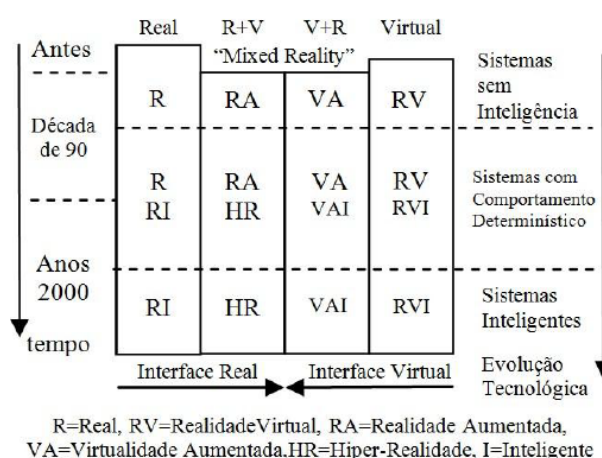 Real R+V V+R Virtual
Antes
"Mixed Reality"
Sistemas
sem
Inteligência
R RA VA RV
Década
de 90
R RA VA RV
RI HR VAI RVI
Sistemas com
Comportamento
Determinístico
Anos
2000
RI HR VAI RVI
Sistemas
Inteligentes
tempo
Interface Real Interface Virtual
Evolução
Tecnológica
R=Real, RV=RealidadeVirtual, RA=Realidade Aumentada,
VA=Virtualidade Aumentada,HR=Hiper-Realidade, I=Inteligente